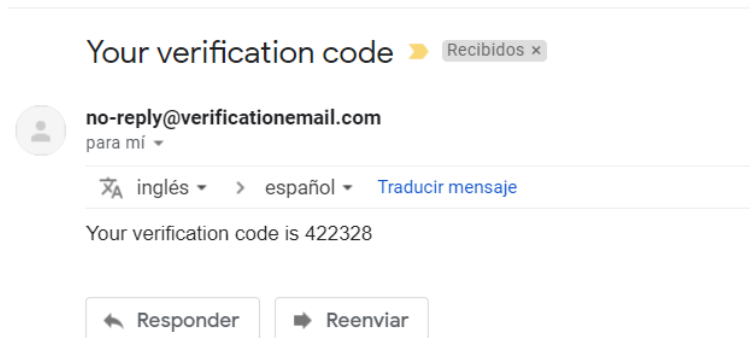 Your verification code Recibidos ×
no-reply@verificationemail.com
para mí
inglés > español Traducir mensaje
Your verification code is 422328
Responder Reenviar